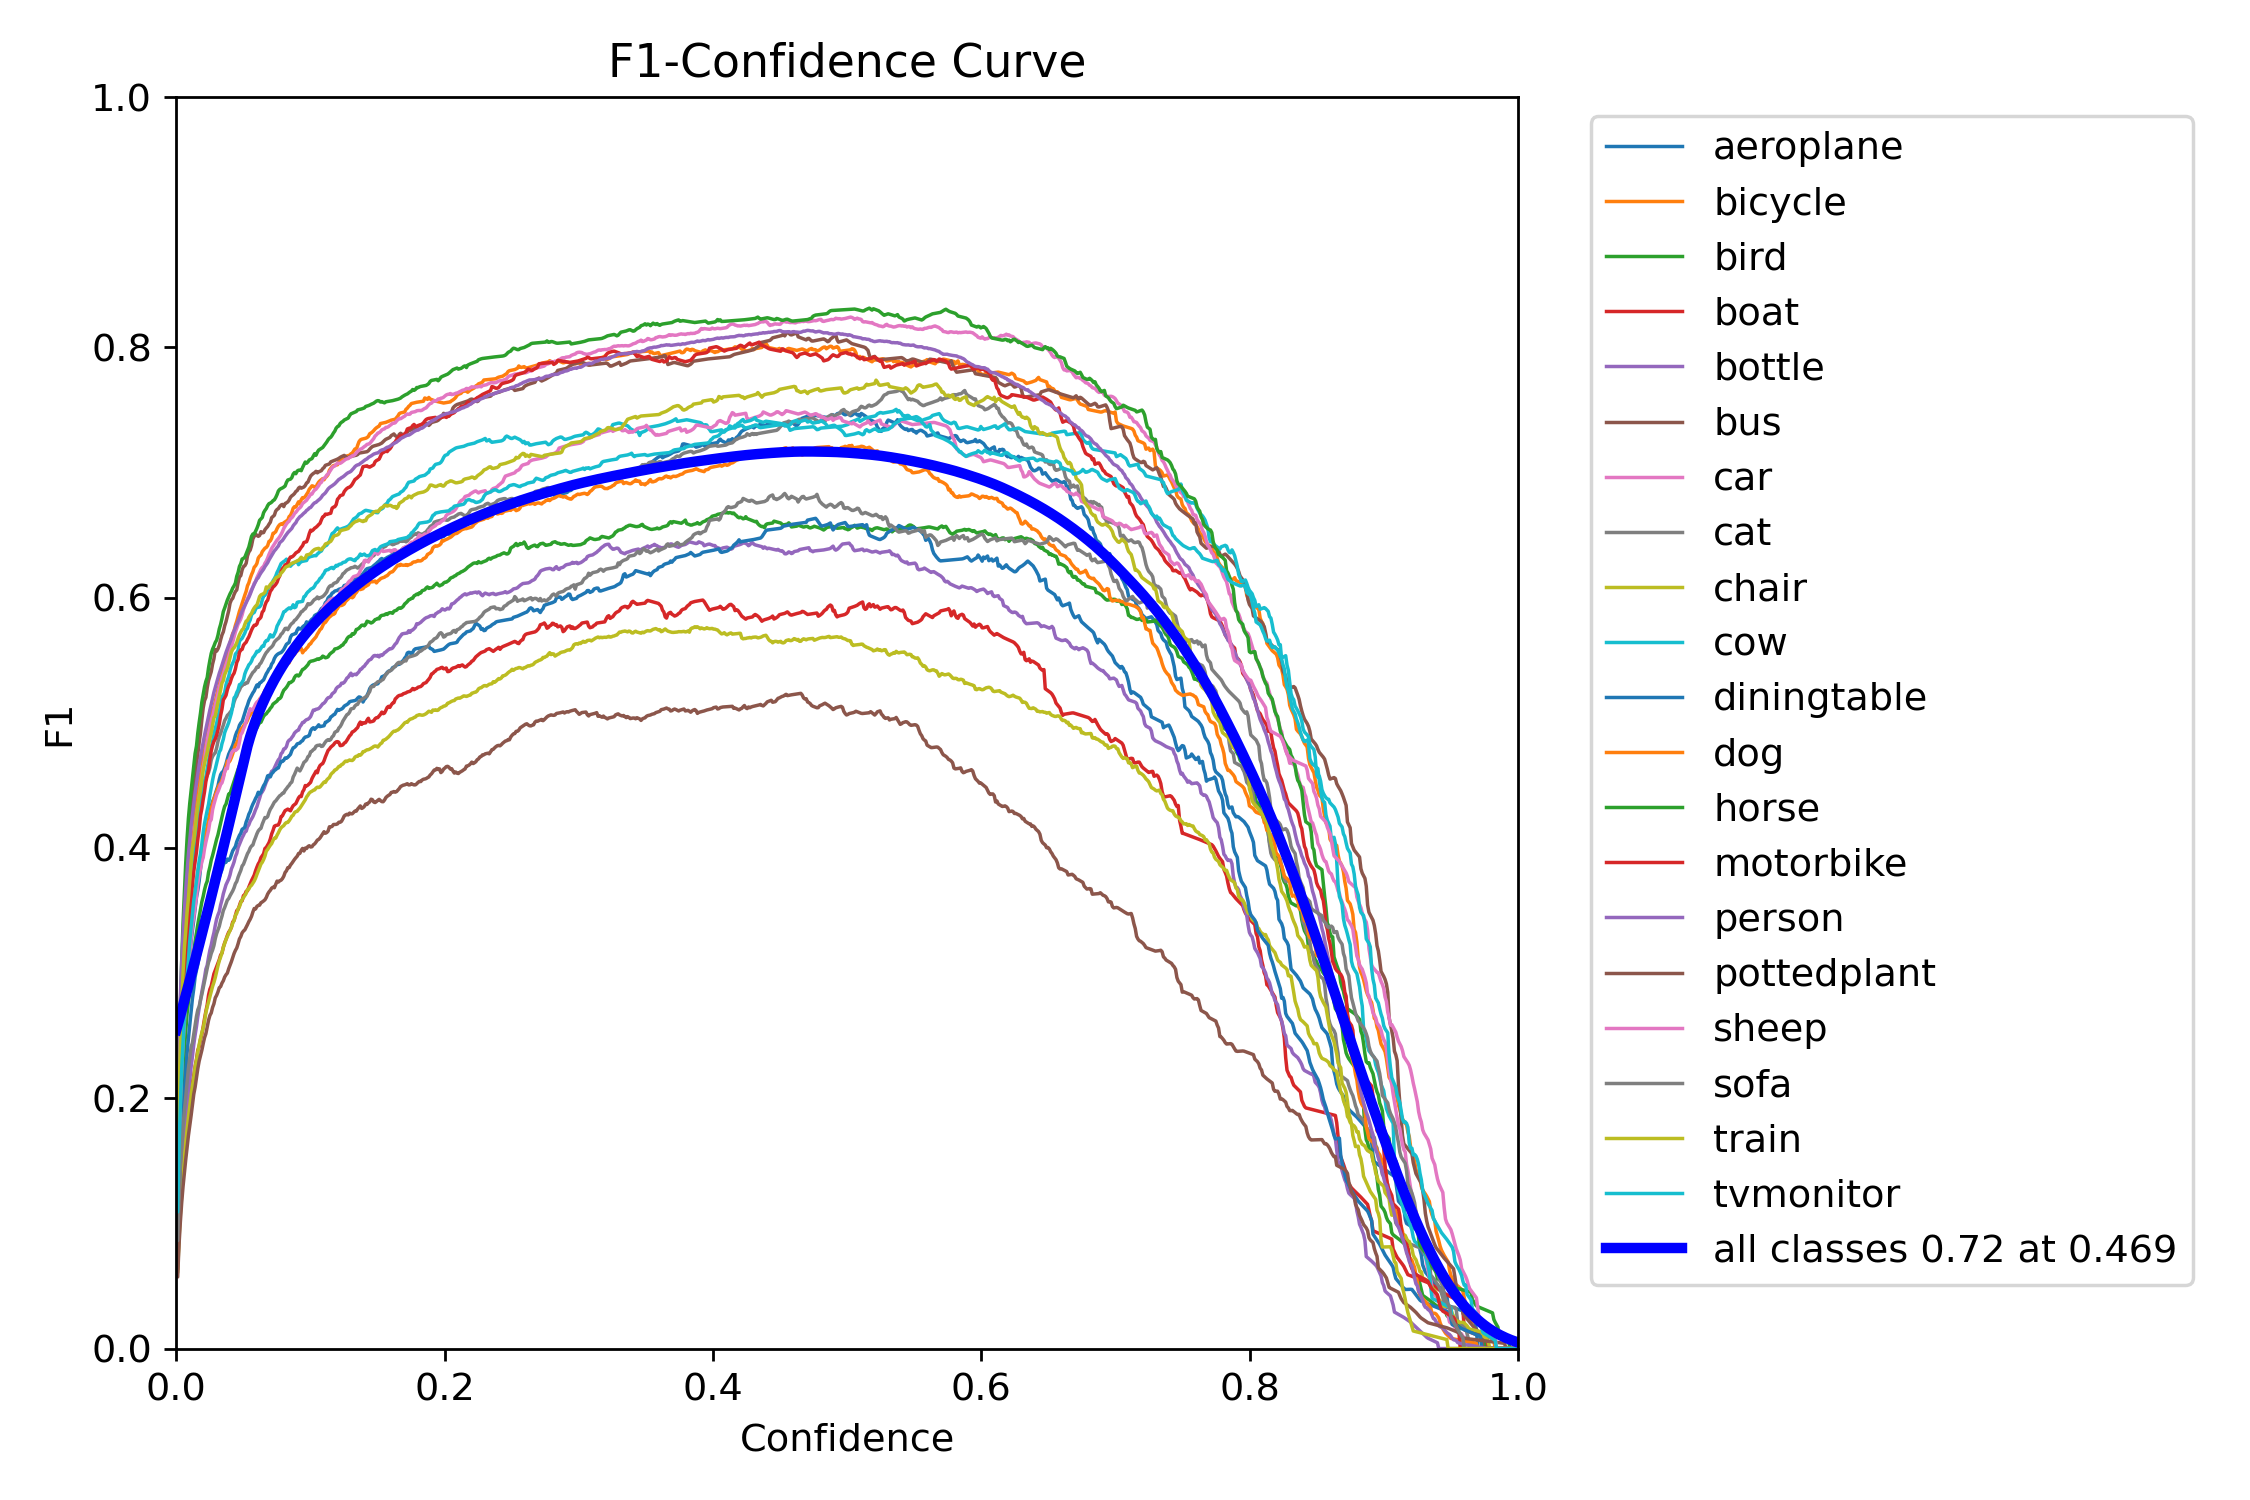 F1-Confidence Curve
1.0
0.8
0.6
0.4
0.2
0.0
F1
0.0 0.2 0.4 0.6 0.8 1.0
Confidence
aeroplane
bicycle
bird
boat
bottle
bus
car
cat
chair
cow
diningtable
dog
horse
motorbike
person
pottedplant
sheep
sofa
train
tvmonitor
all classes 0.72 at 0.469